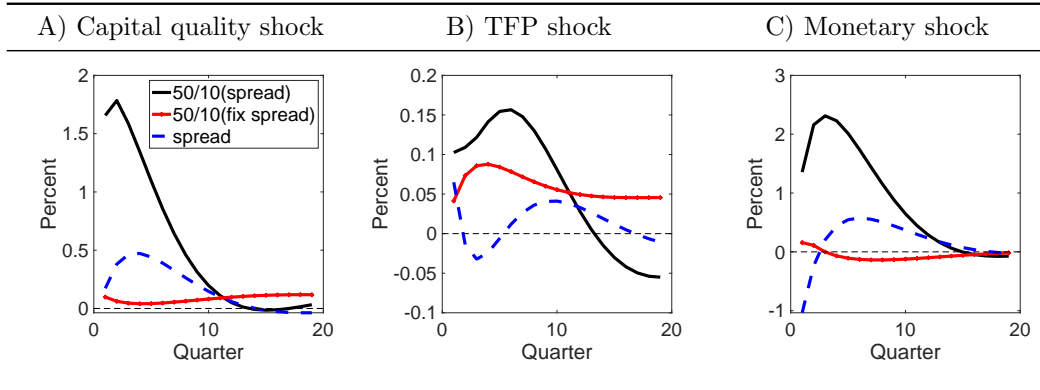 A) Capital quality shock
B) TFP shock
C) Monetary shock
2
1.5
1
0.5
0
0
10
20
Percent
Quarter
50/10(spread)
50/10(fix spread)
spread
0.2
0.15
0.1
0.05
0
-0.05
-0.1
0
10
20
Percent
Quarter
3
2
1
0
-1
0
10
20
Percent
Quarter